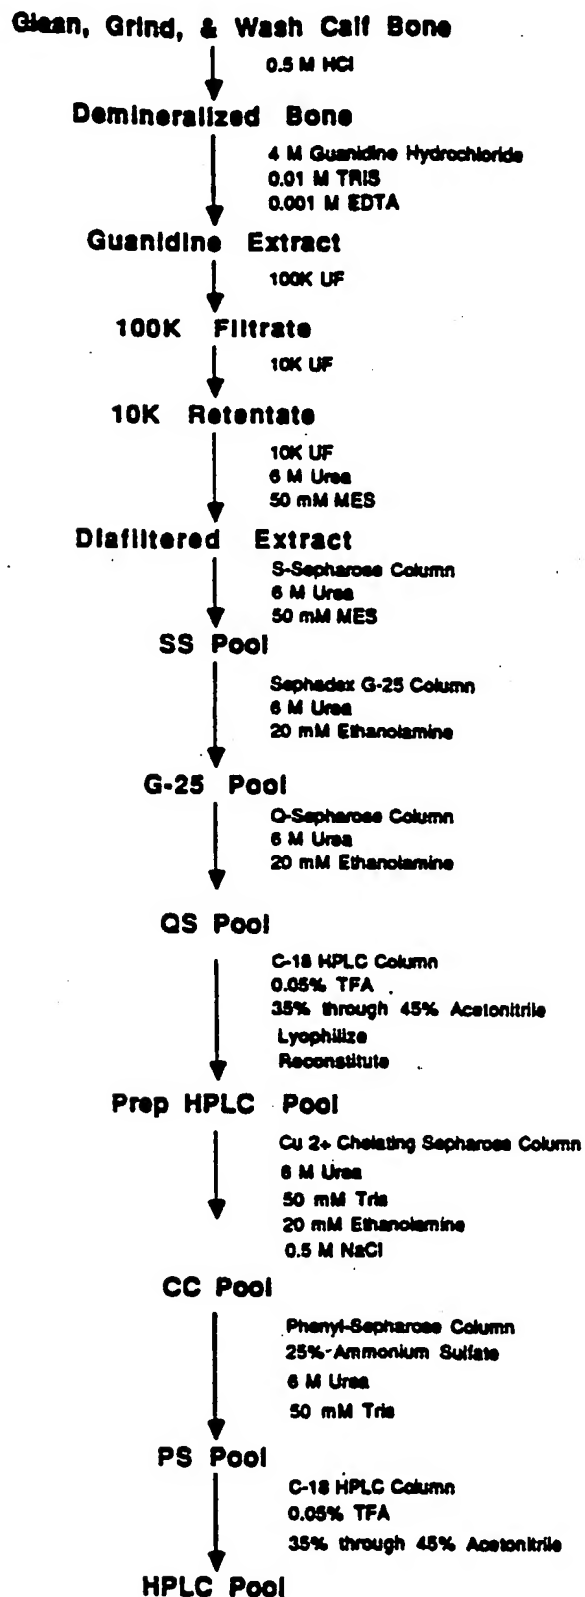 Clean, Grind, & Wash Calf Bone
0.5 M HCl
Demineralized Bone
4 M Guanidine Hydrochloride
0.01 M TRIS
0.001 M EDTA
Guanidine Extract
100K UF
100K Filtrate
10K UF
10K Retentate
10K UF
6 M Urea
50 mM MES
Diafiltered Extract
S-Sepharose Column
6 M Urea
50 mM MES
SS Pool
Sephadex G-25 Column
6 M Urea
20 mM Ethanolamine
G-25 Pool
Q-Sepharose Column
6 M Urea
20 mM Ethanolamine
QS Pool
C-18 HPLC Column
0.05% TFA
35% through 45% Acetonitrile
Lyophilize
Reconstitute
Prep HPLC Pool
Cu 2+ Chelating Sepharose Column
6 M Urea
50 mM Tris
20 mM Ethanolamine
0.5 M NaCl
CC Pool
Phenyl-Sepharose Column
25% Ammonium Sulfate
6 M Urea
50 mM Tris
PS Pool
C-18 HPLC Column
0.05% TFA
35% through 45% Acetonitrile
HPLC Pool